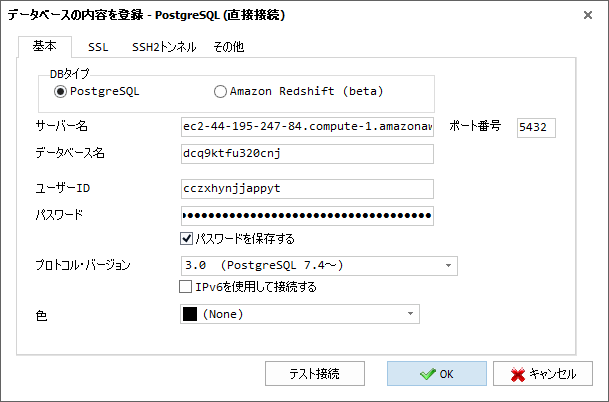 データベースの内容を登録 - PostgreSQL (直接接続)
基本 SSL SSH2トンネル その他
DBタイプ
PostgreSQL Amazon Redshift (beta)
サーバー名 ec2-44-195-247-84.compute-1.amazonaw ポート番号 5432
データベース名 dcq9ktfu320cnj
ユーザーID cczxhynjjappyt
パスワード
パスワードを保存する
プロトコル・バージョン 3.0 (PostgreSQL 7.4～)
IPv6を使用して接続する
色 (None)
テスト接続 OK キャンセル